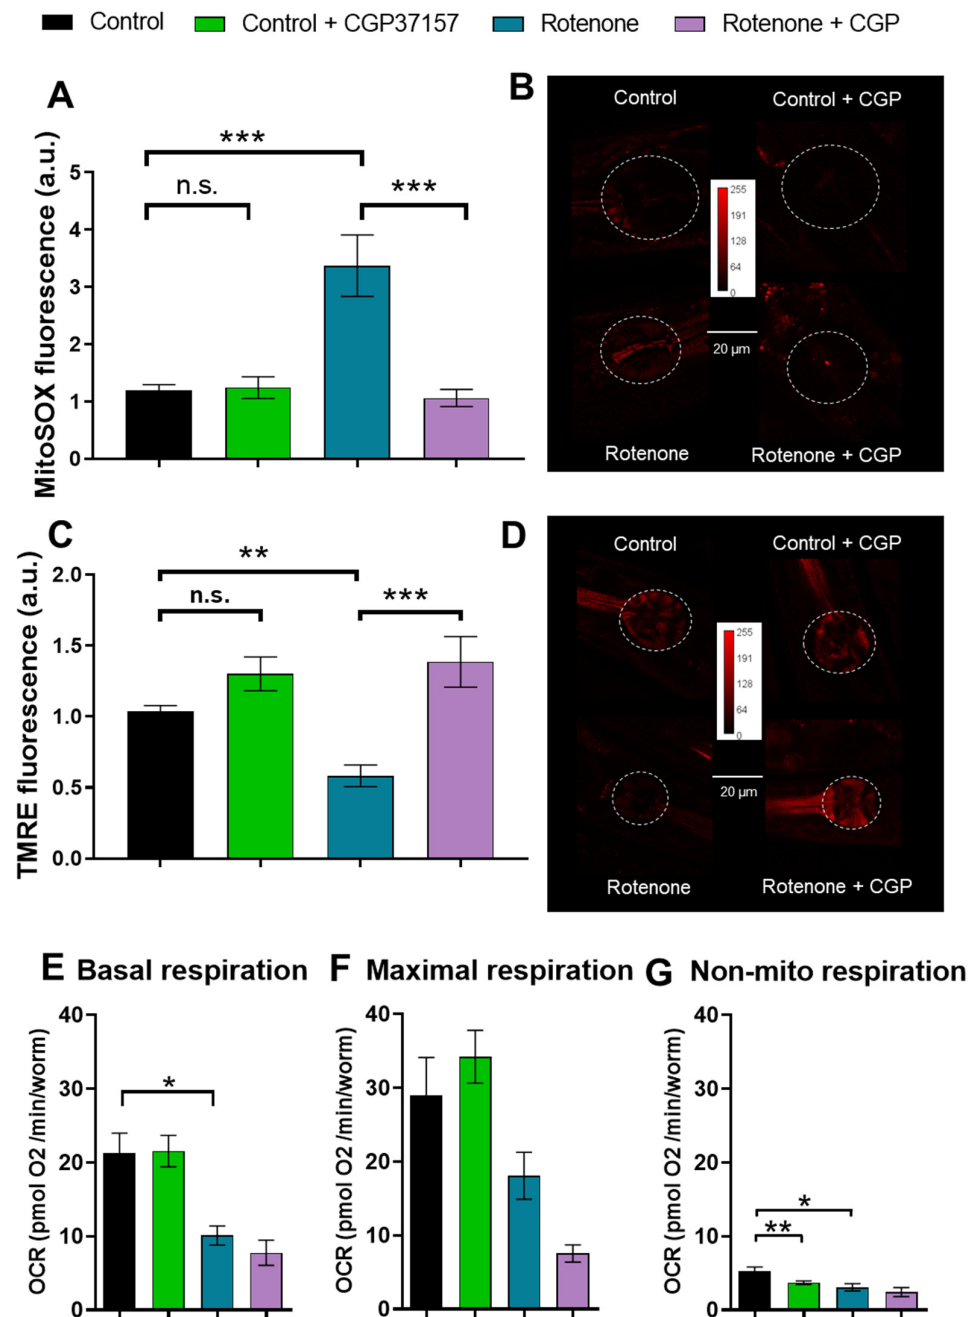 Control Control + CGP37157 Rotenone Rotenone + CGP
A
MitoSOX fluorescence (a.u.)
5
4
3
2
1
0
***
n.s.
***
B
Control Control + CGP
255
191
128
64
0
20 µm
Rotenone Rotenone + CGP
C
TMRE fluorescence (a.u.)
2.0
1.5
1.0
0.5
0.0
**
n.s.
***
D
Control Control + CGP
255
191
128
64
0
20 µm
Rotenone Rotenone + CGP
E Basal respiration
OCR (pmol O2 /min/worm)
40
30
20
10
0
*
F Maximal respiration
OCR (pmol O2 /min/worm)
40
30
20
10
0
G Non-mito respiration
OCR (pmol O2 /min/worm)
40
30
20
10
0
*
**